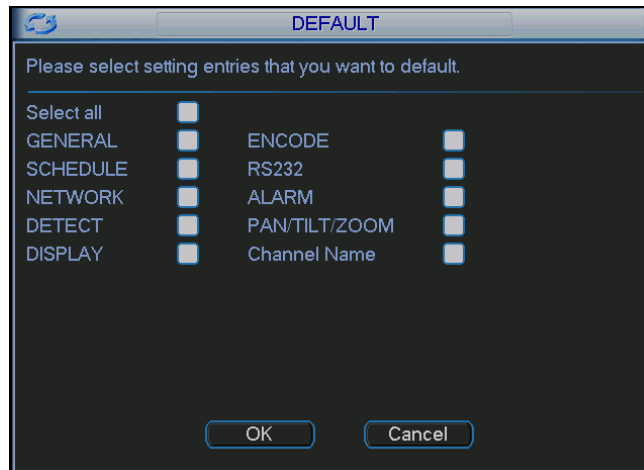 DEFAULT
Please select setting entries that you want to default.
Select all
GENERAL ENCODE
SCHEDULE RS232
NETWORK ALARM
DETECT PAN/TILT/ZOOM
DISPLAY Channel Name
OK Cancel